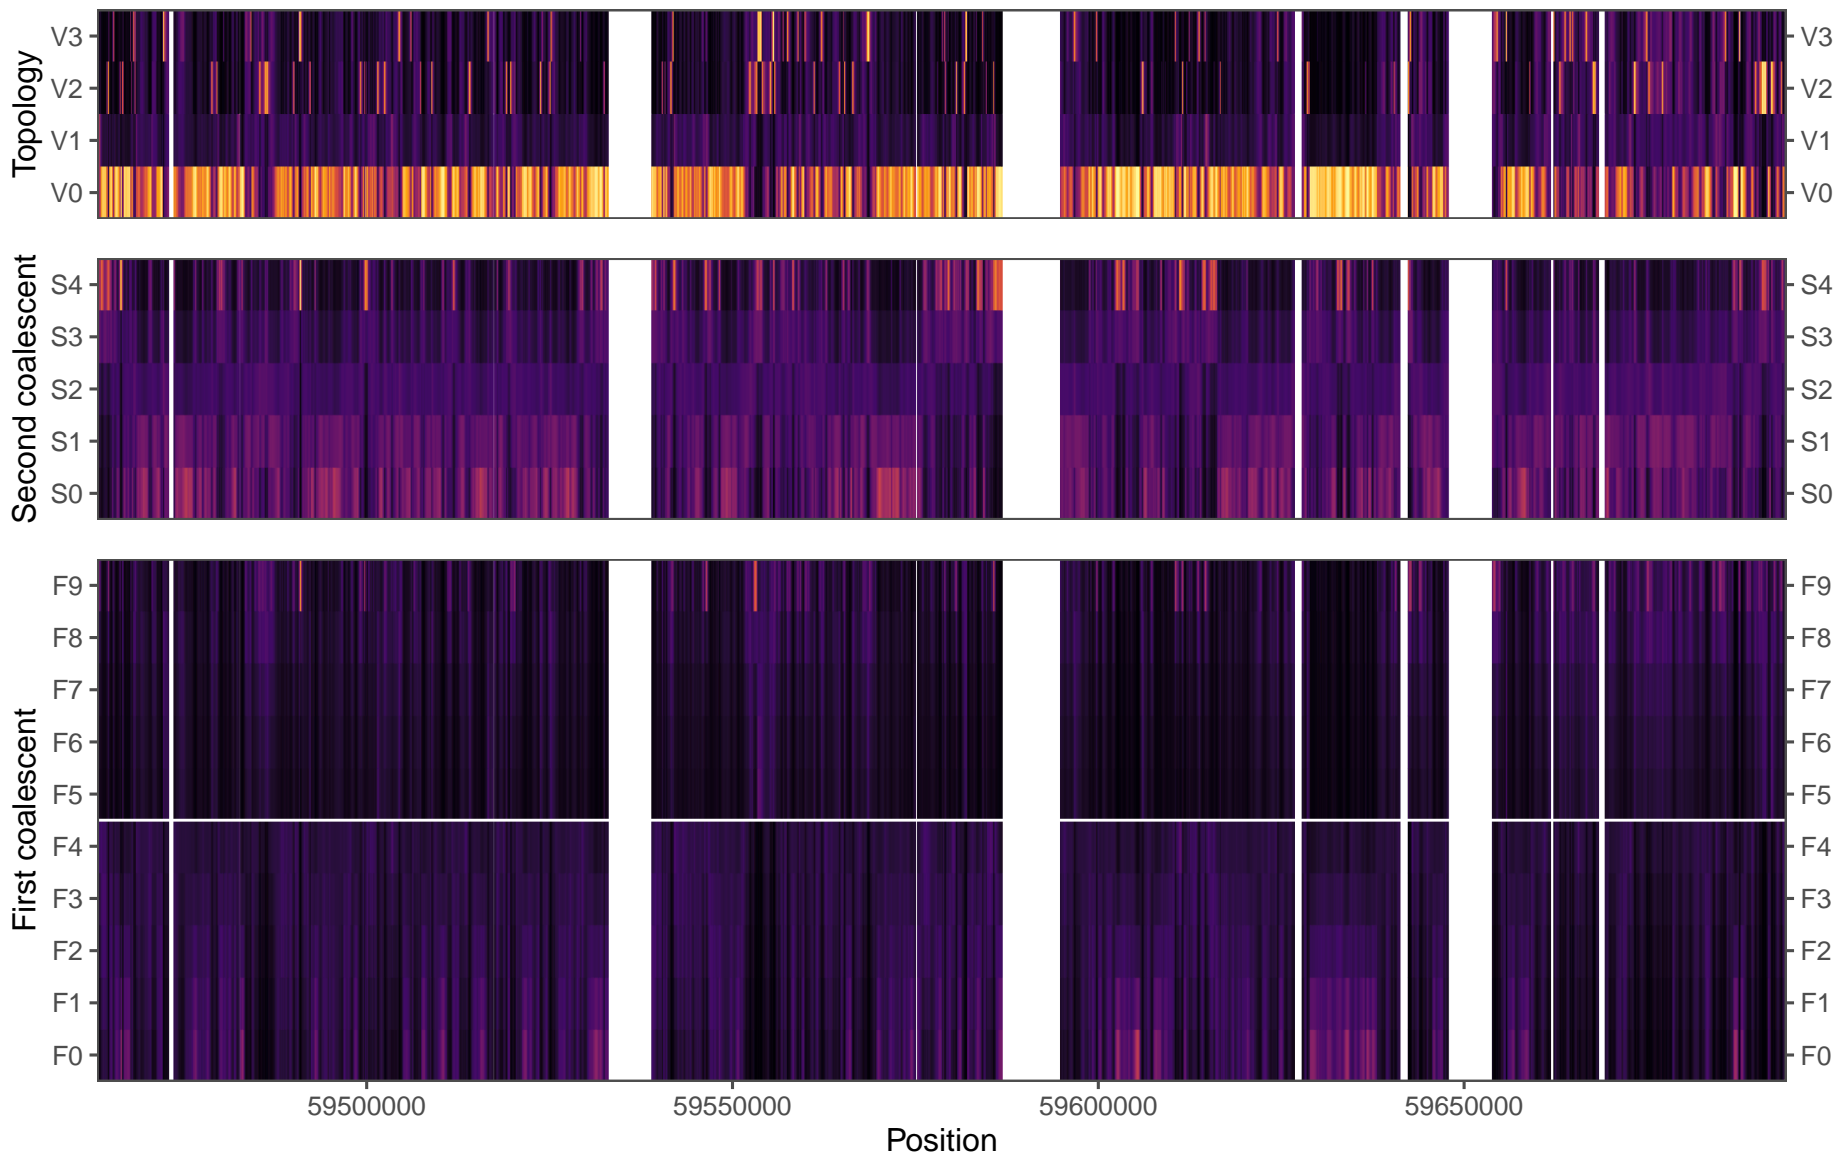 Topology
V3
V2
V1
V0
V3
V2
V1
V0
Second coalescent
S4
S3
S2
S1
S0
S4
S3
S2
S1
S0
First coalescent
F9
F8
F7
F6
F5
F4
F3
F2
F1
F0
F9
F8
F7
F6
F5
F4
F3
F2
F1
F0
59500000 59550000 59600000 59650000
Position